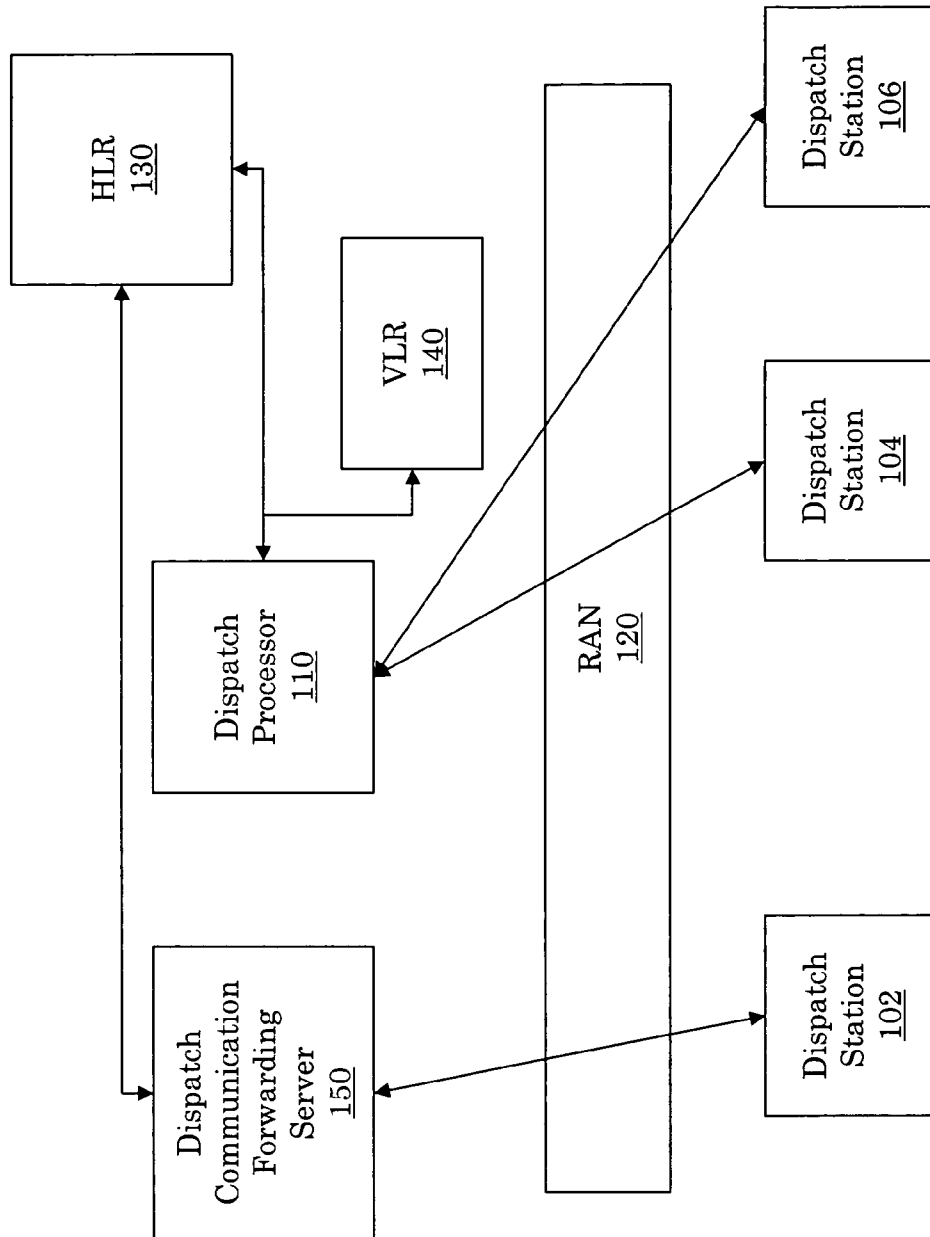 HLR
130
VLR
140
Dispatch
Processor
110
Dispatch
Communication
Forwarding
Server
150
RAN
120
Dispatch
Station
102
Dispatch
Station
104
Dispatch
Station
106